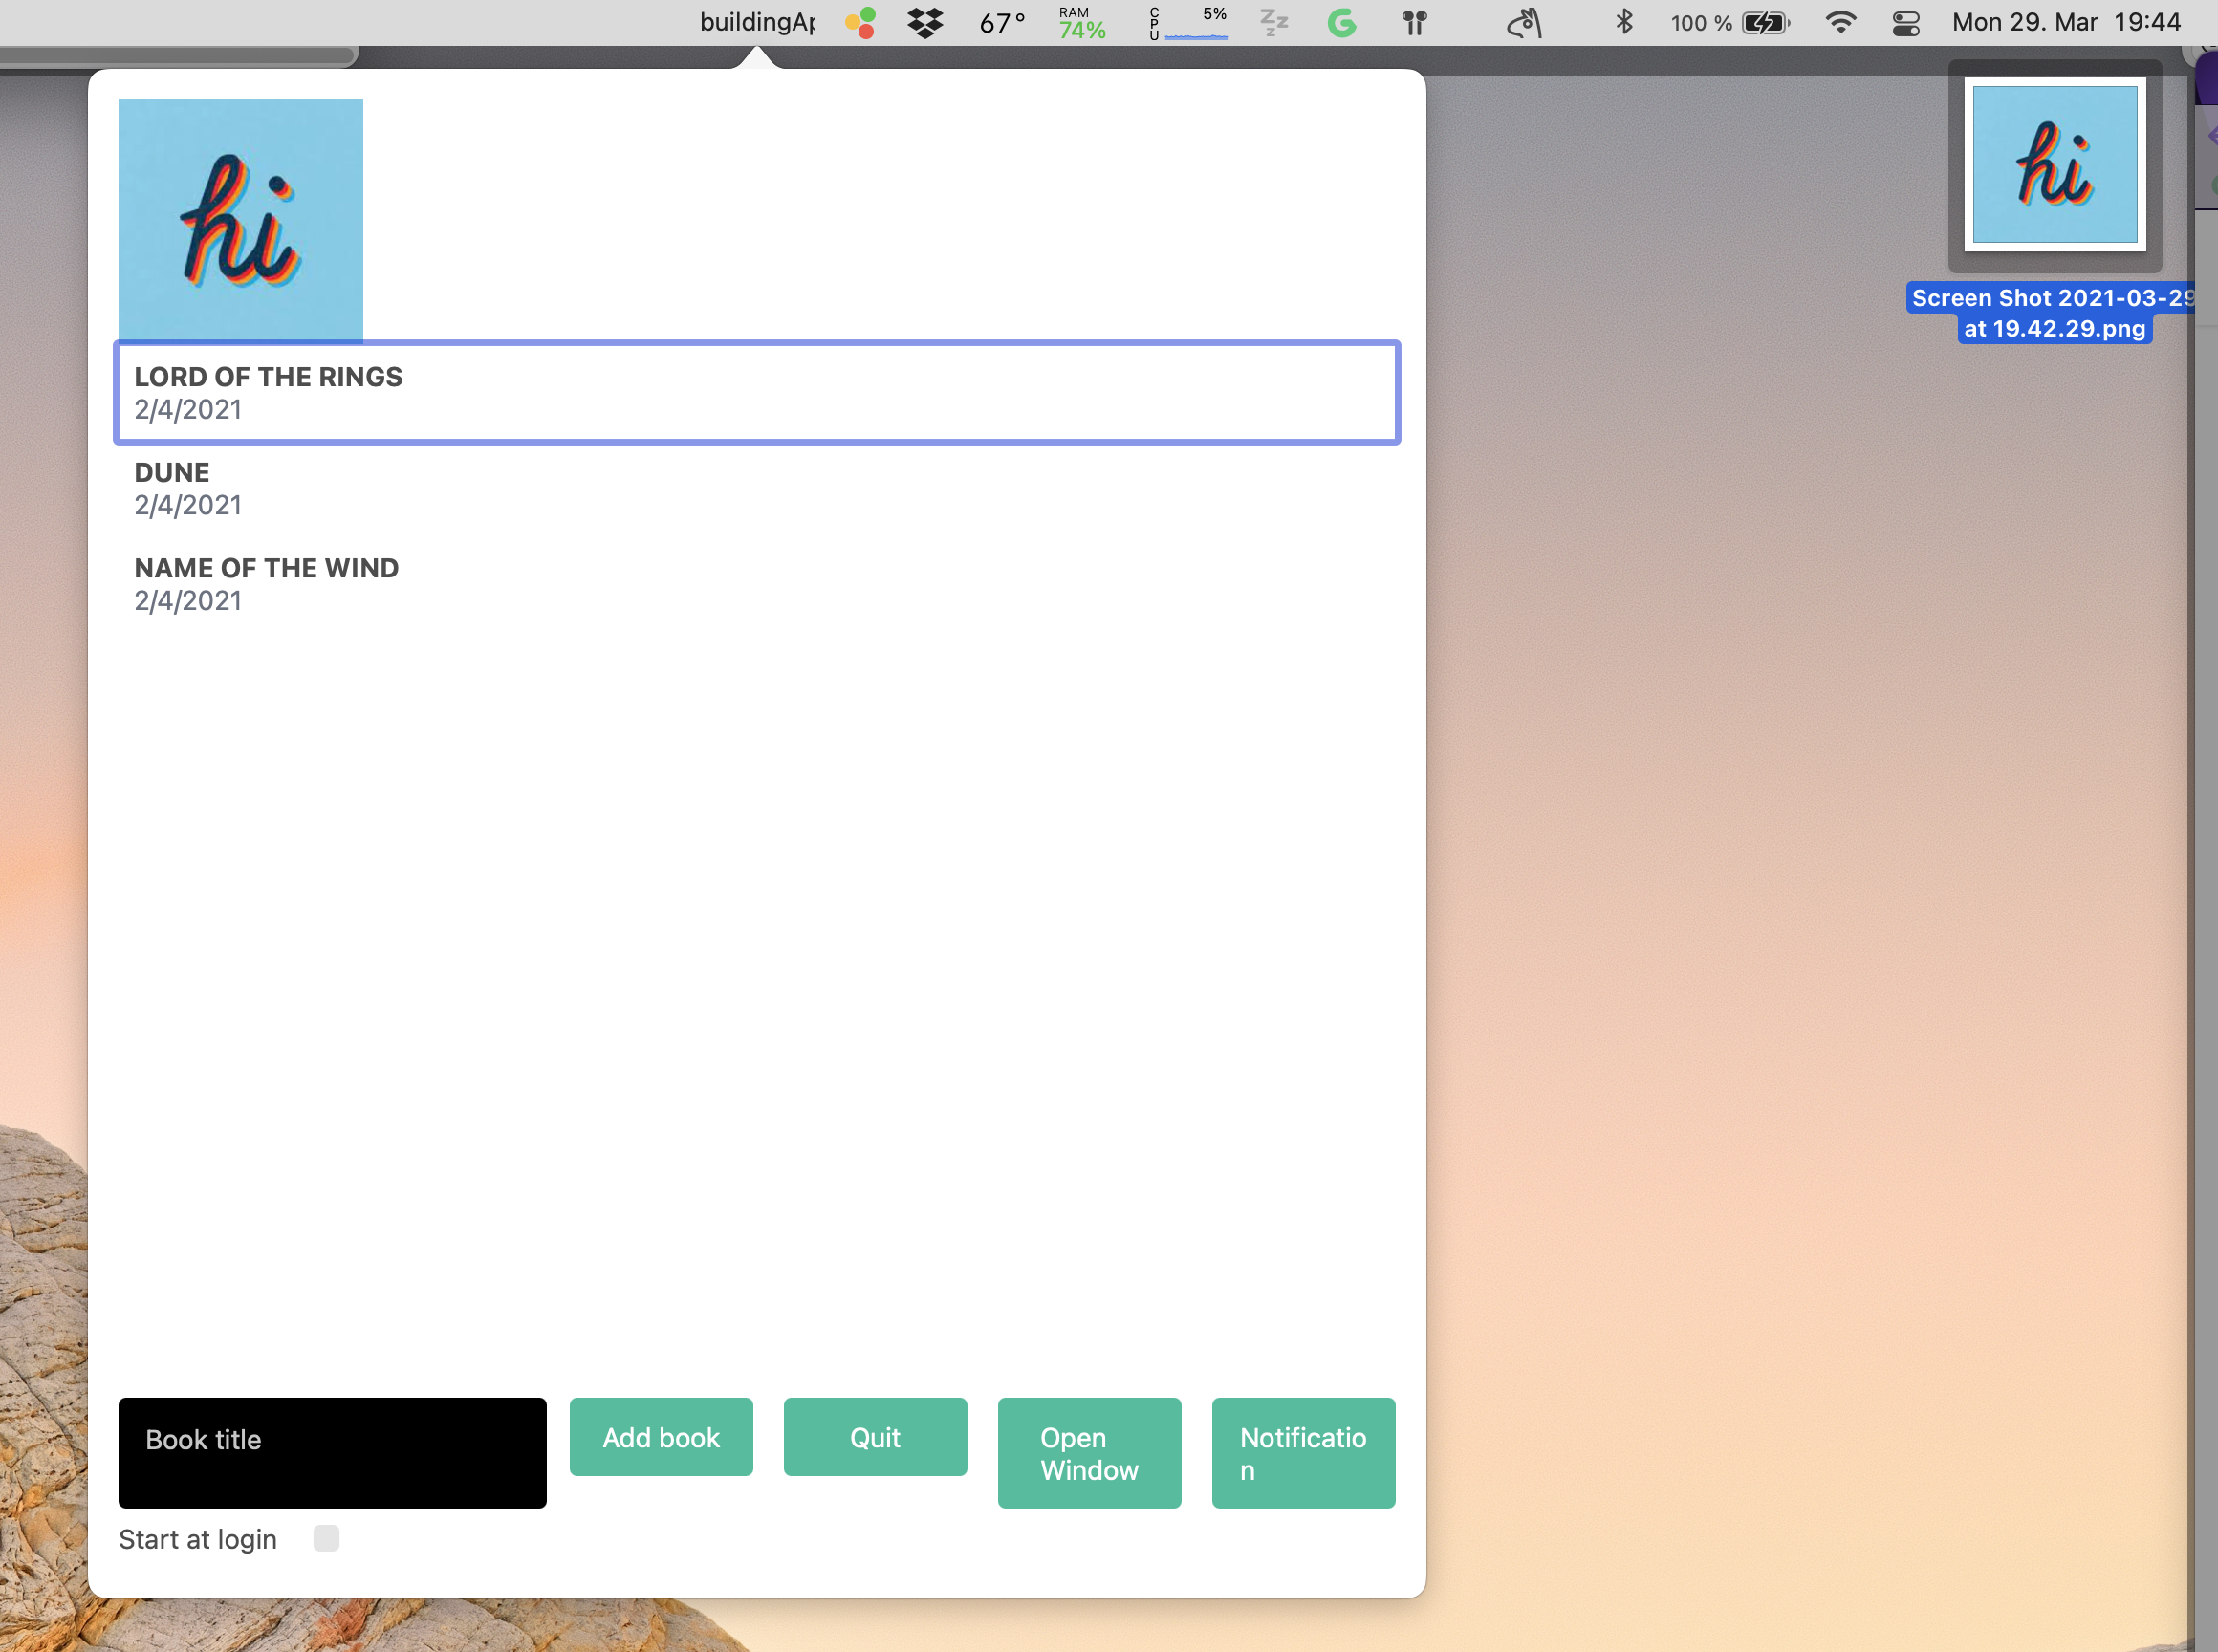 buildingAp
67°
RAM
74%
CPU
5%
Zzz
100 %
Mon 29. Mar 19:44
hi
hi
Screen Shot 2021-03-29
at 19.42.29.png
LORD OF THE RINGS
2/4/2021
DUNE
2/4/2021
NAME OF THE WIND
2/4/2021
Book title
Add book
Quit
Open
Window
Notificatio
n
Start at login